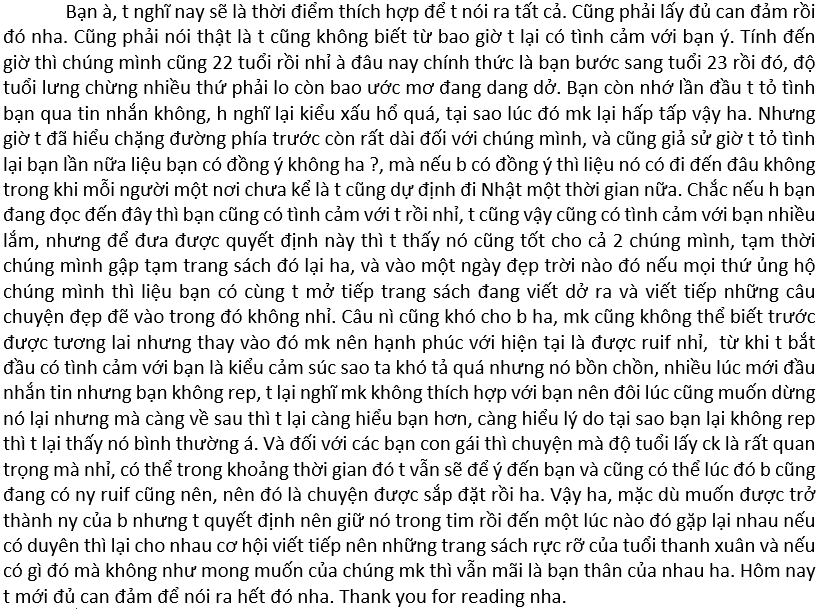 Bạn à, t nghĩ nay sẽ là thời điểm thích hợp để t nói ra tất cả. Cũng phải lấy đủ can đảm rồi
đó nha. Cũng phải nói thật là t cũng không biết từ bao giờ t lại có tình cảm với bạn ý. Tính đến
giờ thì chúng mình cũng 22 tuổi rồi nhỉ à đâu nay chính thức là bạn bước sang tuổi 23 rồi đó, độ
tuổi lưng chừng nhiều thứ phải lo còn bao ước mơ đang dang dở. Bạn còn nhớ lần đầu t tỏ tình
bạn qua tin nhắn không, h nghĩ lại kiểu xấu hổ quá, tại sao lúc đó mk lại hấp tấp vậy ha. Nhưng
giờ t đã hiểu chặng đường phía trước còn rất dài đối với chúng mình, và cũng giả sử giờ t tỏ tình
lại bạn lần nữa liệu bạn có đồng ý không ha ?, mà nếu b có đồng ý thì liệu nó có đi đến đâu không
trong khi mỗi người một nơi chưa kể là t cũng dự định đi Nhật một thời gian nữa. Chắc nếu h bạn
đang đọc đến đây thì bạn cũng có tình cảm với t rồi nhỉ, t cũng vậy cũng có tình cảm với bạn nhiều
lắm, nhưng để đưa được quyết định này thì t thấy nó cũng tốt cho cả 2 chúng mình, tạm thời
chúng mình gập tạm trang sách đó lại ha, và vào một ngày đẹp trời nào đó nếu mọi thứ ủng hộ
chúng mình thì liệu bạn có cùng t mở tiếp trang sách đang viết dở ra và viết tiếp những câu
chuyện đẹp đẽ vào trong đó không nhỉ. Câu nì cũng khó cho b ha, mk cũng không thể biết trước
được tương lai nhưng thay vào đó mk nên hạnh phúc với hiện tại là được ruif nhỉ,  từ khi t bắt
đầu có tình cảm với bạn là kiểu cảm xúc sao ta khó tả quá nhưng nó bồn chồn, nhiều lúc mới đầu
nhắn tin nhưng bạn không rep, t lại nghĩ mk không thích hợp với bạn nên đôi lúc cũng muốn dừng
nó lại nhưng mà càng về sau thì t lại càng hiểu bạn hơn, càng hiểu lý do tại sao bạn lại không rep
thì t lại thấy nó bình thường á. Và đối với các bạn con gái thì chuyện mà độ tuổi lấy ck là rất quan
trọng mà nhỉ, có thể trong khoảng thời gian đó t vẫn sẽ để ý đến bạn và cũng có thể lúc đó b cũng
đang có ny ruif cũng nên, nên đó là chuyện được sắp đặt rồi ha. Vậy ha, mặc dù muốn được trở
thành ny của b nhưng t quyết định nên giữ nó trong tim rồi đến một lúc nào đó gặp lại nhau nếu
có duyên thì lại cho nhau cơ hội viết tiếp nên những trang sách rực rỡ của tuổi thanh xuân và nếu
có gì đó mà không như mong muốn của chúng mk thì vẫn mãi là bạn thân của nhau ha. Hôm nay
t mới đủ can đảm để nói ra hết đó nha. Thank you for reading nha.